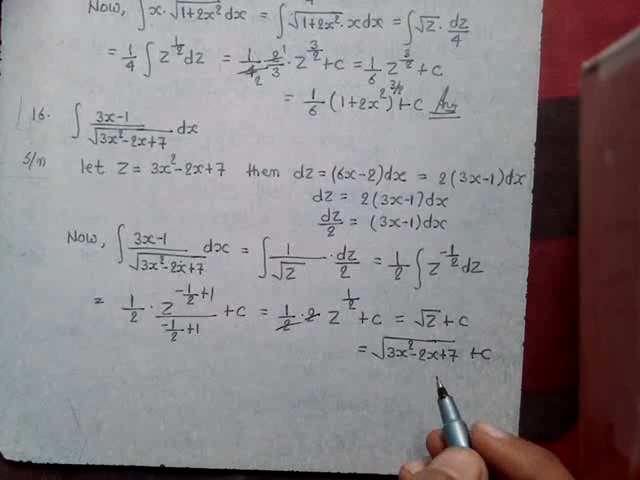 Now, ∫x.√(1+2x²) dx = ∫√(1+2x²) . x dx = ∫√z . dz/4
= 1/4 ∫ z^(1/2) dz = 1/4 . 2/3 . z^(3/2) + c = 1/6 z^(3/2) + c
= 1/6 (1+2x²)^(3/2) + c Ans
16. ∫ (3x-1)/√(3x²-2x+7) dx
S/n let z = 3x²-2x+7 then dz = (6x-2)dx = 2(3x-1)dx
dz = 2(3x-1)dx
dz/2 = (3x-1)dx
Now, ∫ (3x-1)/√(3x²-2x+7) dx = ∫ 1/√z . dz/2 = 1/2 ∫ z^(-1/2) dz
= 1/2 . z^(-1/2+1)/(-1/2+1) + c = 1/2 . 2 z^(1/2) + c = √z + c
= √(3x²-2x+7) + c